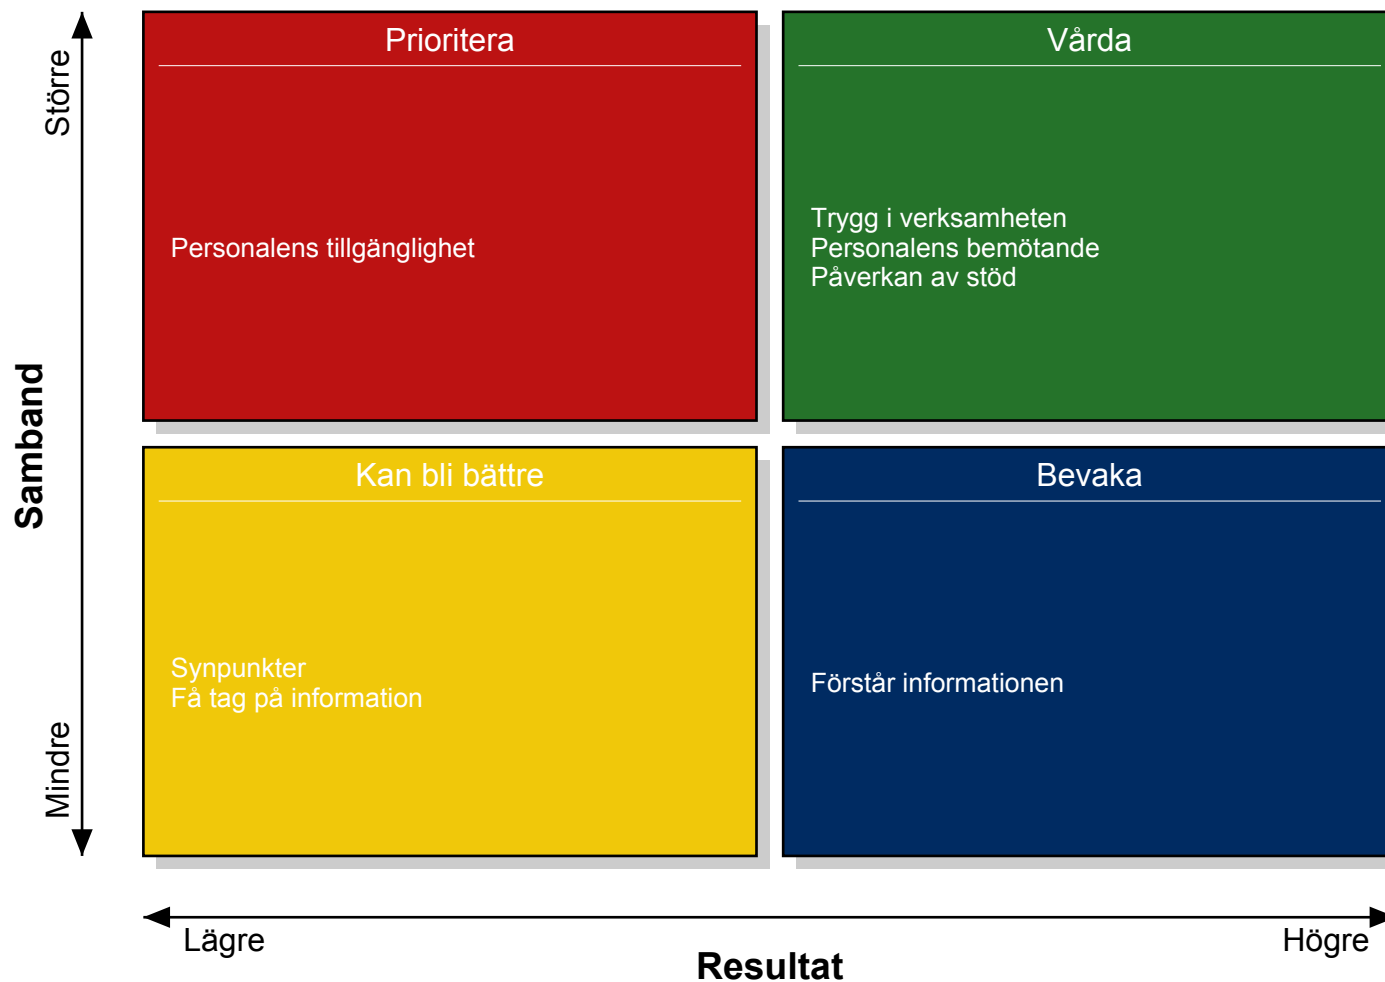 Större
Samband
Mindre
Prioritera
Personalens tillgänglighet
Vårda
Trygg i verksamheten
Personalens bemötande
Påverkan av stöd
Kan bli bättre
Synpunkter
Få tag på information
Bevaka
Förstår informationen
Lägre
Högre
Resultat